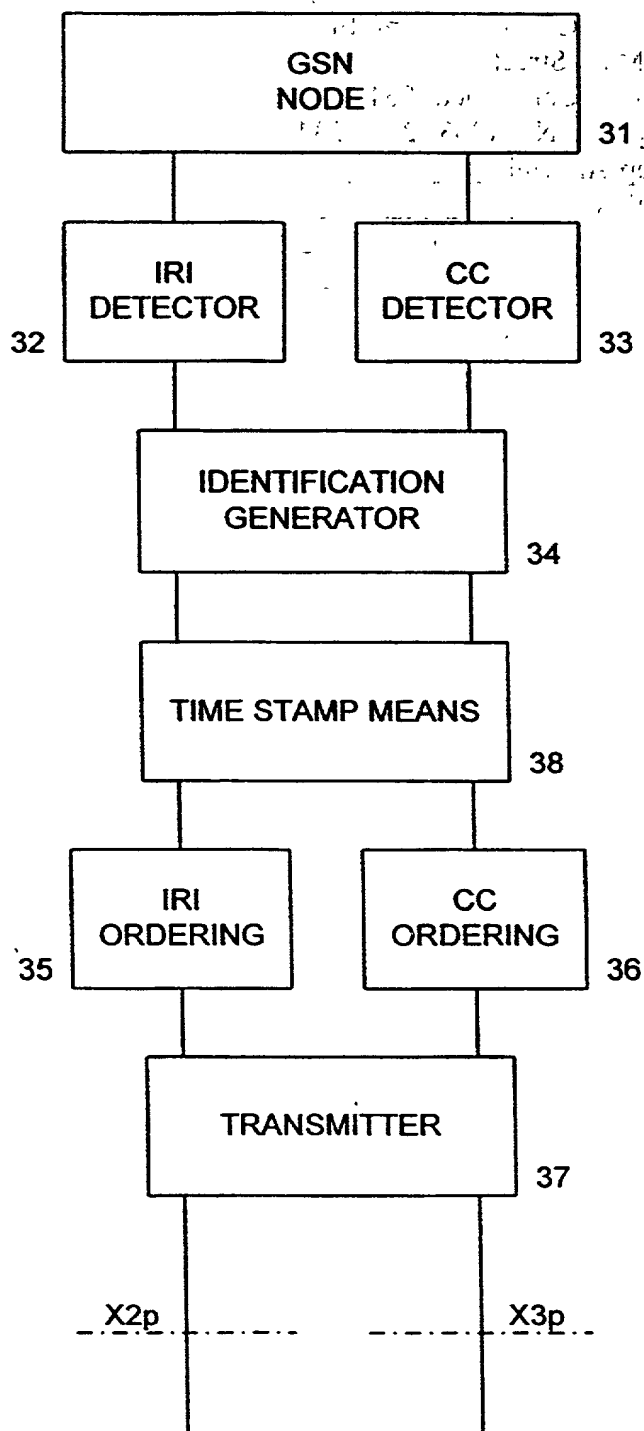 GSN
NODE
31
IRI
DETECTOR
32
CC
DETECTOR
33
IDENTIFICATION
GENERATOR
34
TIME STAMP MEANS
38
IRI
ORDERING
35
CC
ORDERING
36
TRANSMITTER
37
X2p
X3p